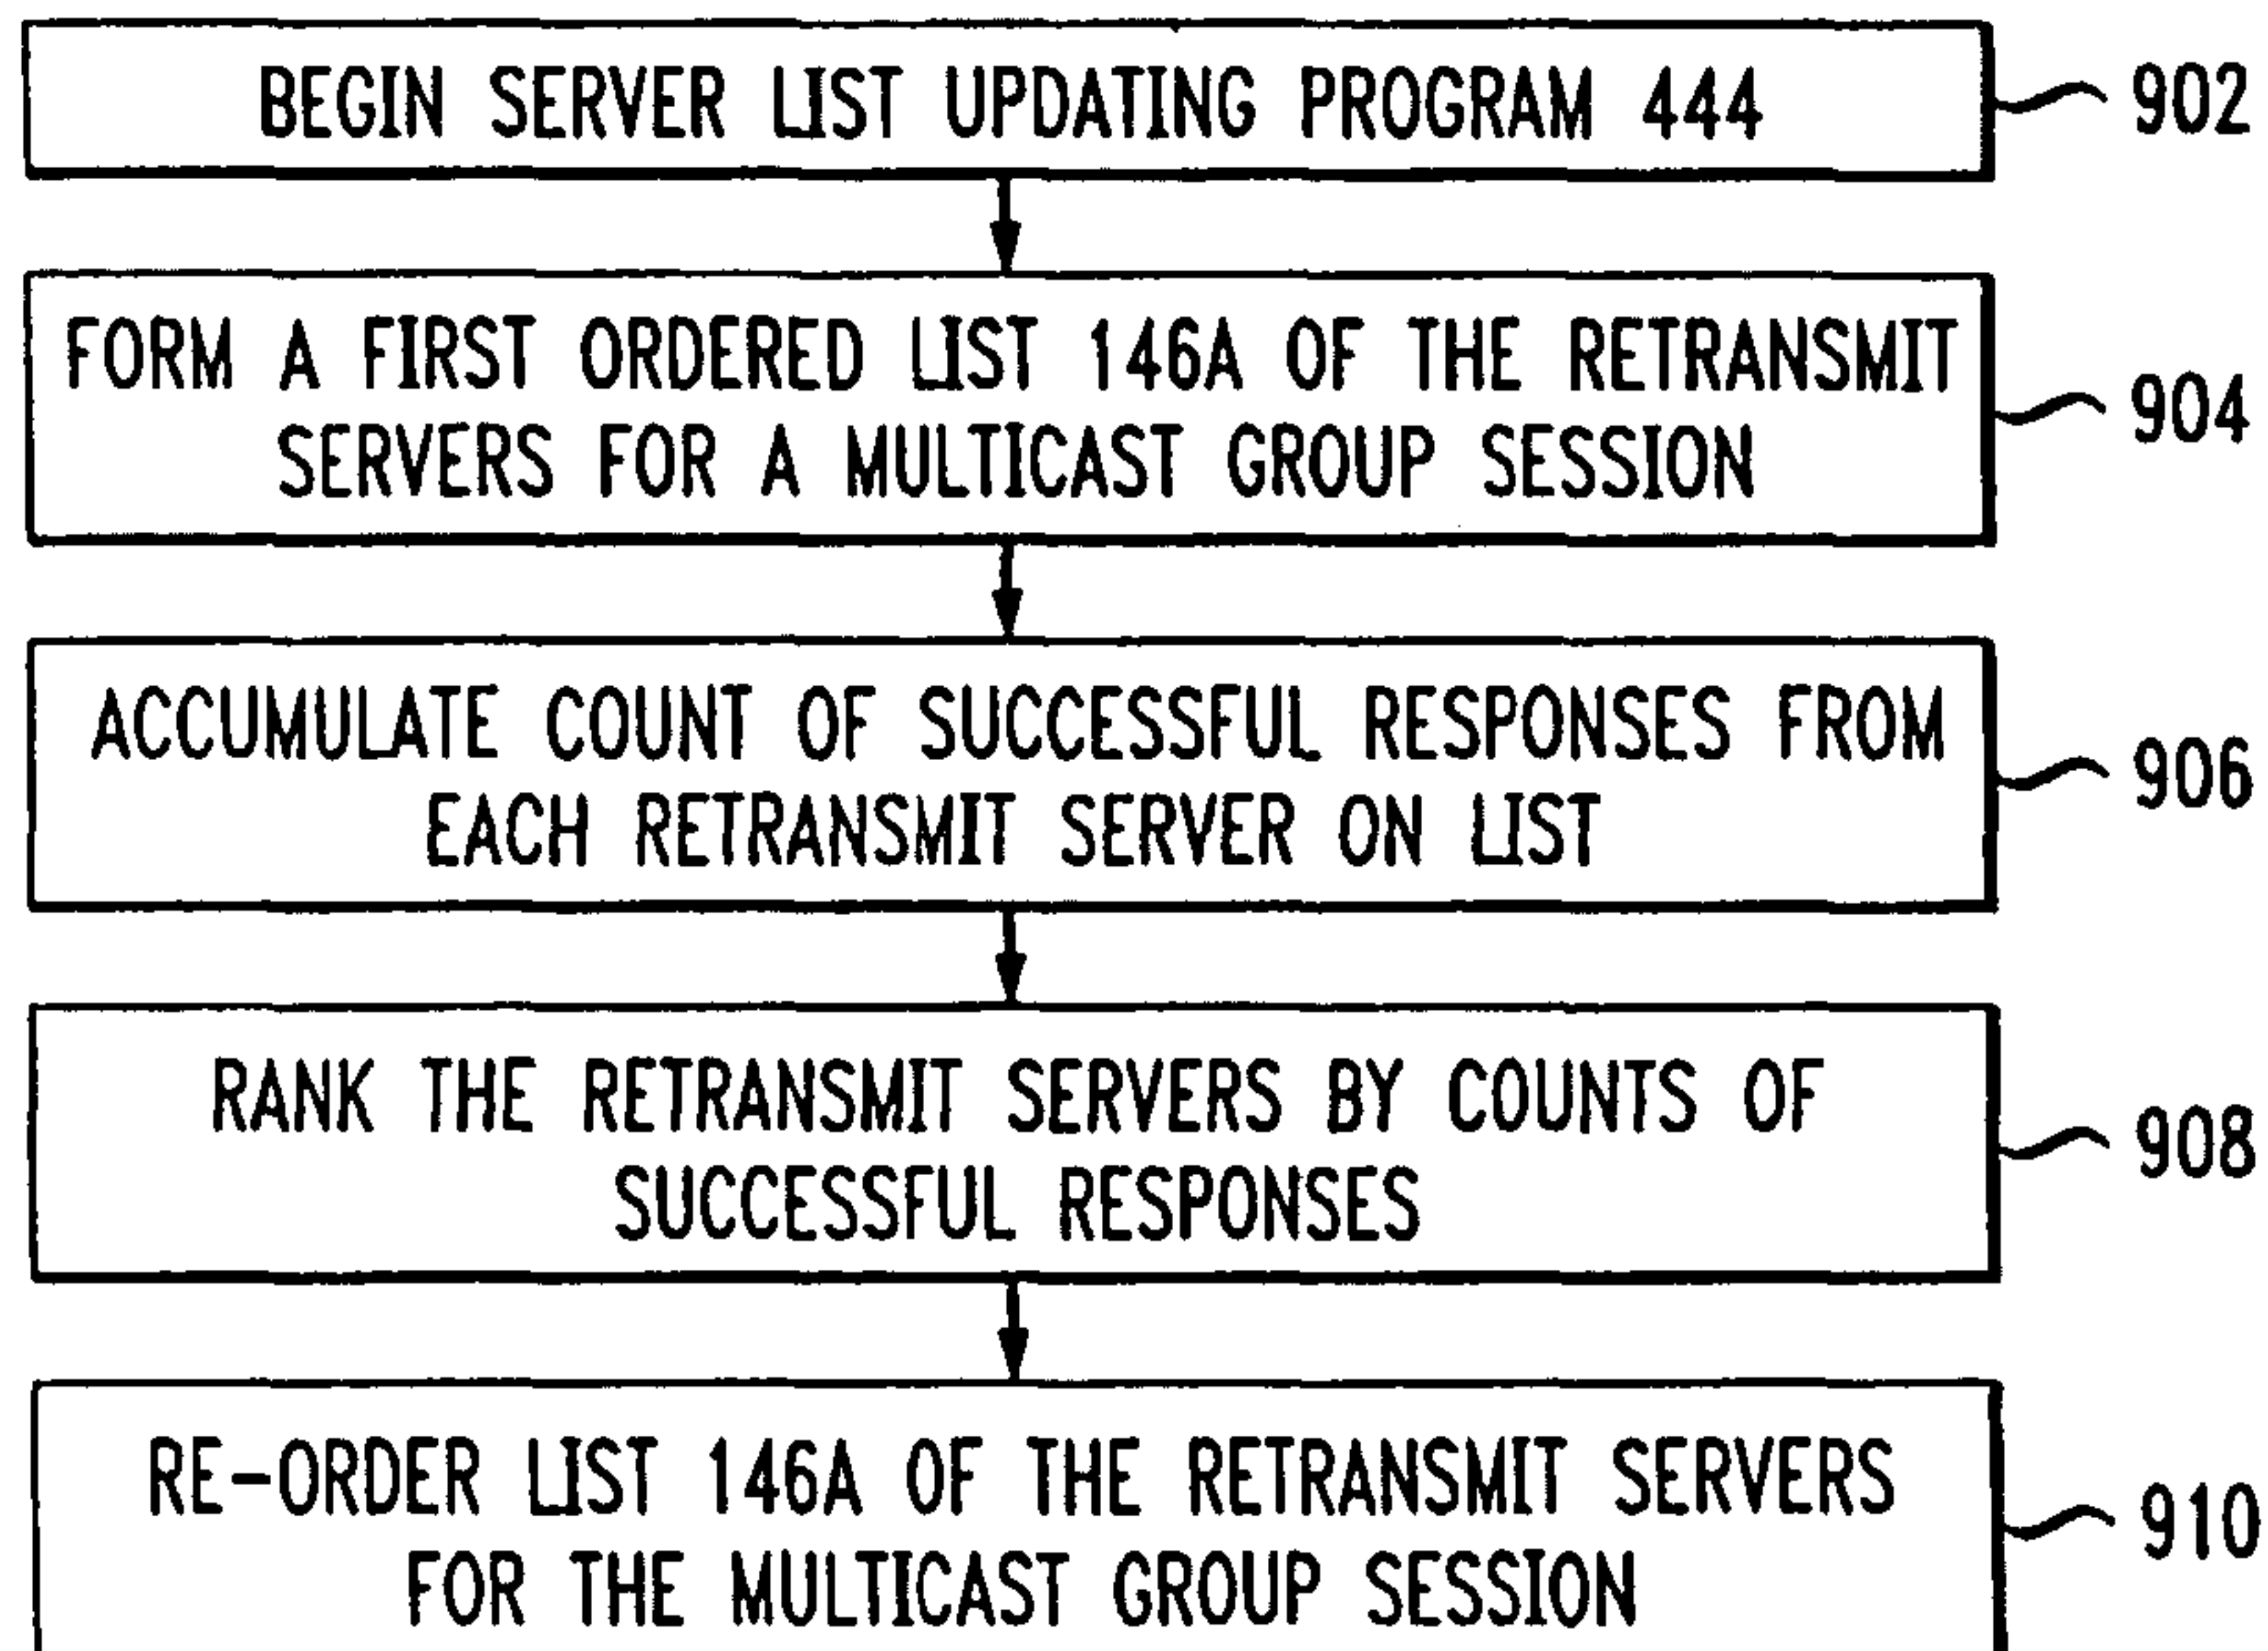 BEGIN SERVER LIST UPDATING PROGRAM 444
902
FORM A FIRST ORDERED LIST 146A OF THE RETRANSMIT
SERVERS FOR A MULTICAST GROUP SESSION
904
ACCUMULATE COUNT OF SUCCESSFUL RESPONSES FROM
EACH RETRANSMIT SERVER ON LIST
906
RANK THE RETRANSMIT SERVERS BY COUNTS OF
SUCCESSFUL RESPONSES
908
RE-ORDER LIST 146A OF THE RETRANSMIT SERVERS
FOR THE MULTICAST GROUP SESSION
910